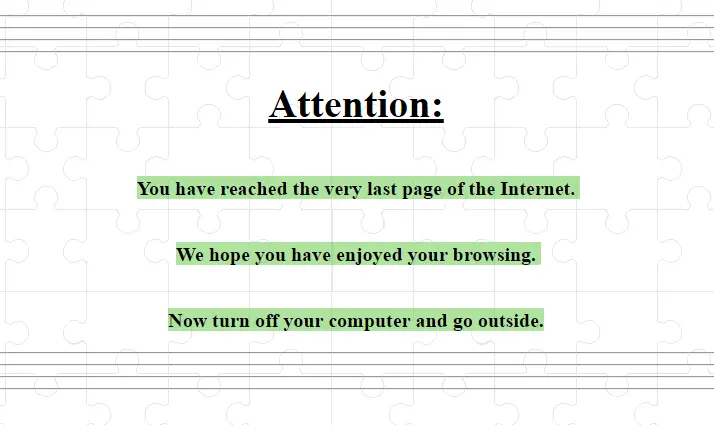 Attention:
You have reached the very last page of the Internet.
We hope you have enjoyed your browsing.
Now turn off your computer and go outside.